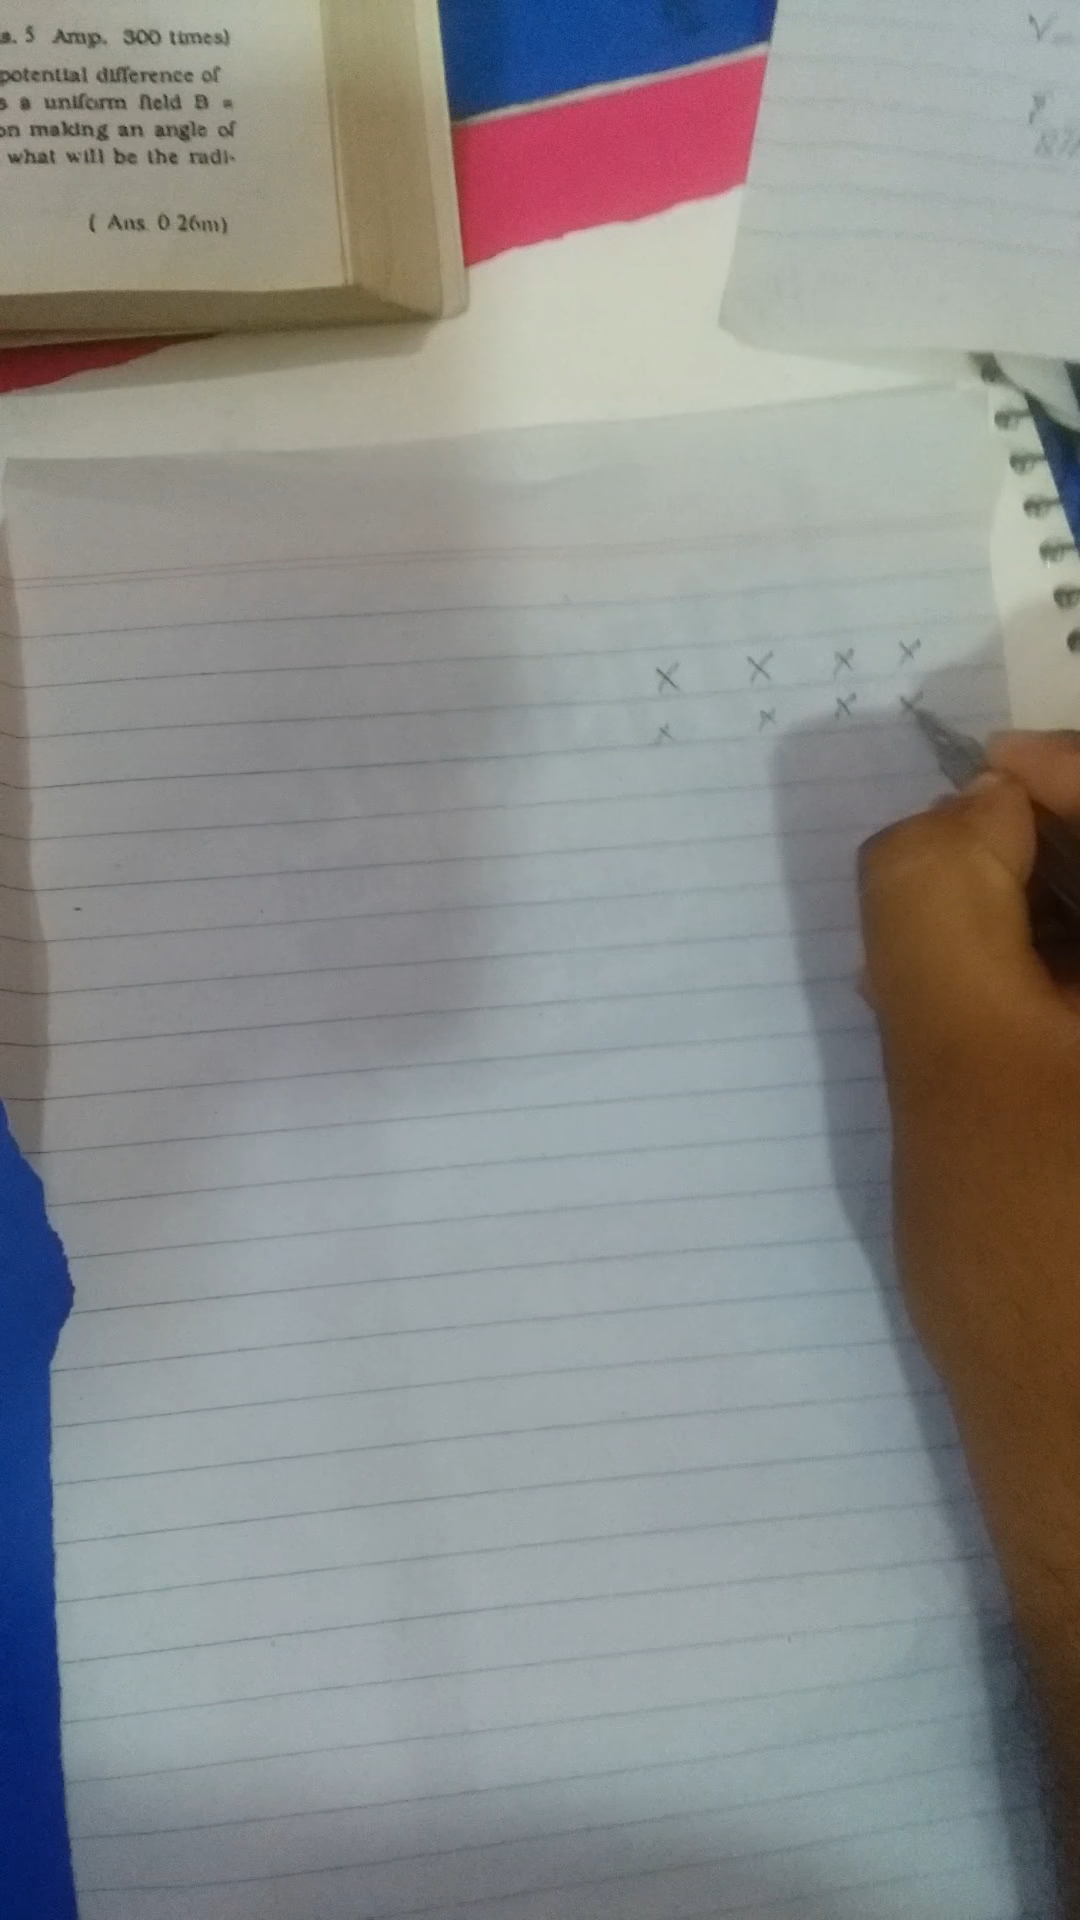 s. 5 Amp. 300 times)
potential difference of
s a uniform field B =
on making an angle of
what will be the radi-
( Ans. 0.26m)
V
x x x x
x x x x